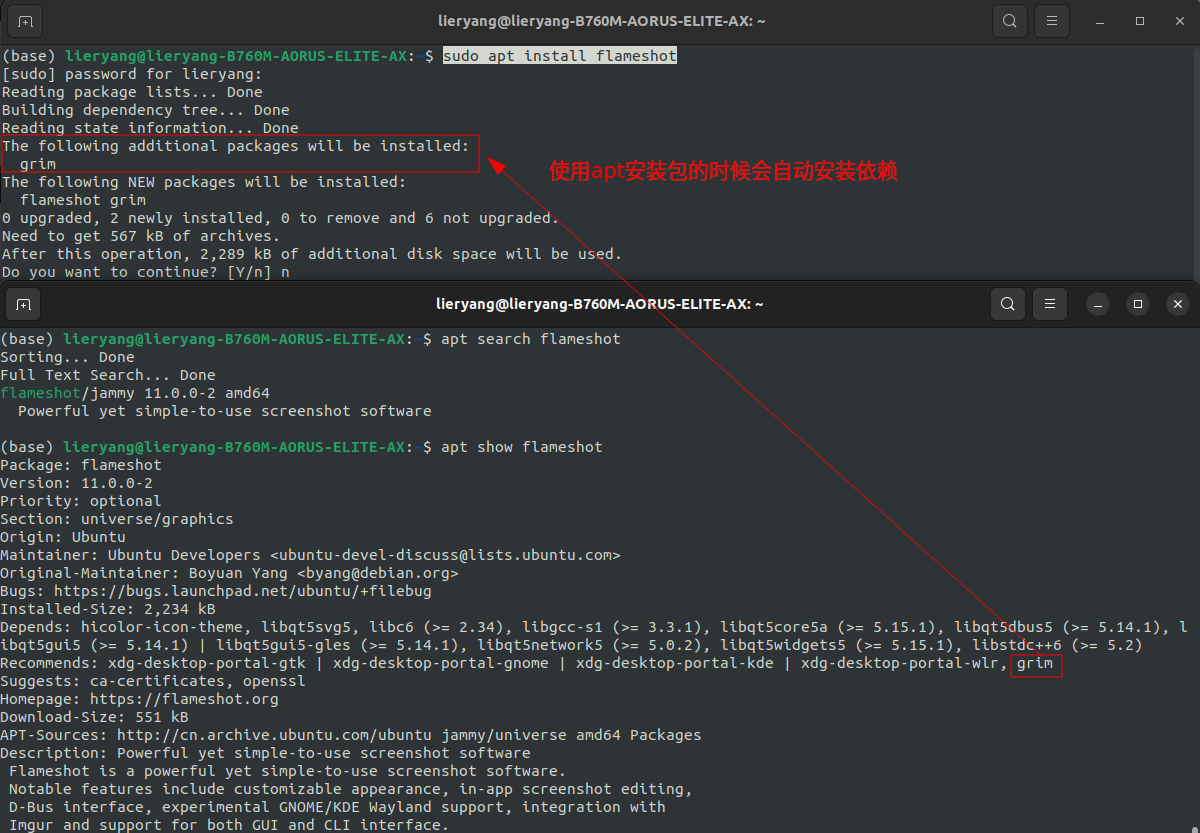 lieryang@lieryang-B760M-AORUS-ELITE-AX: ~
(base) lieryang@lieryang-B760M-AORUS-ELITE-AX:~$ sudo apt install flameshot
[sudo] password for lieryang:
Reading package lists... Done
Building dependency tree... Done
Reading state information... Done
The following additional packages will be installed:
  grim
使用apt安装包的时候会自动安装依赖
The following NEW packages will be installed:
  flameshot grim
0 upgraded, 2 newly installed, 0 to remove and 6 not upgraded.
Need to get 567 kB of archives.
After this operation, 2,289 kB of additional disk space will be used.
Do you want to continue? [Y/n] n
lieryang@lieryang-B760M-AORUS-ELITE-AX: ~
(base) lieryang@lieryang-B760M-AORUS-ELITE-AX:~$ apt search flameshot
Sorting... Done
Full Text Search... Done
flameshot/jammy 11.0.0-2 amd64
  Powerful yet simple-to-use screenshot software
(base) lieryang@lieryang-B760M-AORUS-ELITE-AX:~$ apt show flameshot
Package: flameshot
Version: 11.0.0-2
Priority: optional
Section: universe/graphics
Origin: Ubuntu
Maintainer: Ubuntu Developers <ubuntu-devel-discuss@lists.ubuntu.com>
Original-Maintainer: Boyuan Yang <byang@debian.org>
Bugs: https://bugs.launchpad.net/ubuntu/+filebug
Installed-Size: 2,234 kB
Depends: hicolor-icon-theme, libqt5svg5, libc6 (>= 2.34), libgcc-s1 (>= 3.3.1), libqt5core5a (>= 5.15.1), libqt5dbus5 (>= 5.14.1), l
ibqt5gui5 (>= 5.14.1) | libqt5gui5-gles (>= 5.14.1), libqt5network5 (>= 5.0.2), libqt5widgets5 (>= 5.15.1), libstdc++6 (>= 5.2)
Recommends: xdg-desktop-portal-gtk | xdg-desktop-portal-gnome | xdg-desktop-portal-kde | xdg-desktop-portal-wlr, grim
Suggests: ca-certificates, openssl
Homepage: https://flameshot.org
Download-Size: 551 kB
APT-Sources: http://cn.archive.ubuntu.com/ubuntu jammy/universe amd64 Packages
Description: Powerful yet simple-to-use screenshot software
 Flameshot is a powerful yet simple-to-use screenshot software.
 Notable features include customizable appearance, in-app screenshot editing,
 D-Bus interface, experimental GNOME/KDE Wayland support, integration with
 Imgur and support for both GUI and CLI interface.